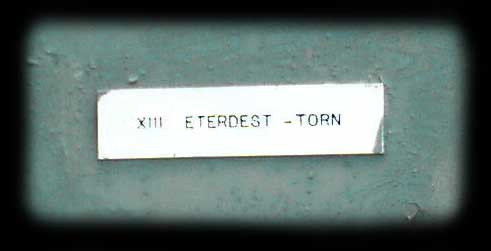 XIII ETERDEST - TORN